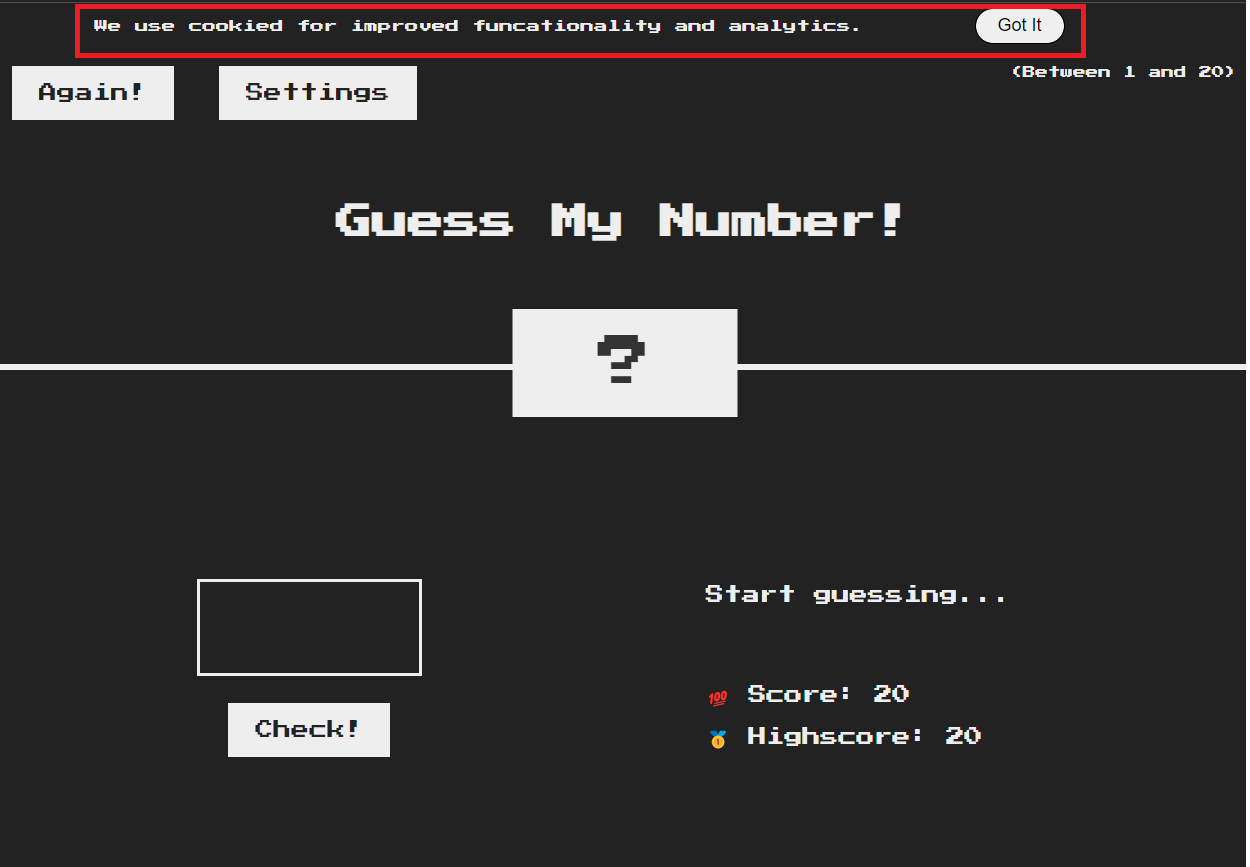 We use cookied for improved funcationality and analytics. Got It
Again! Settings (Between 1 and 20)
Guess My Number!
?
Start guessing...
💯 Score: 20
Check!
🥇 Highscore: 20